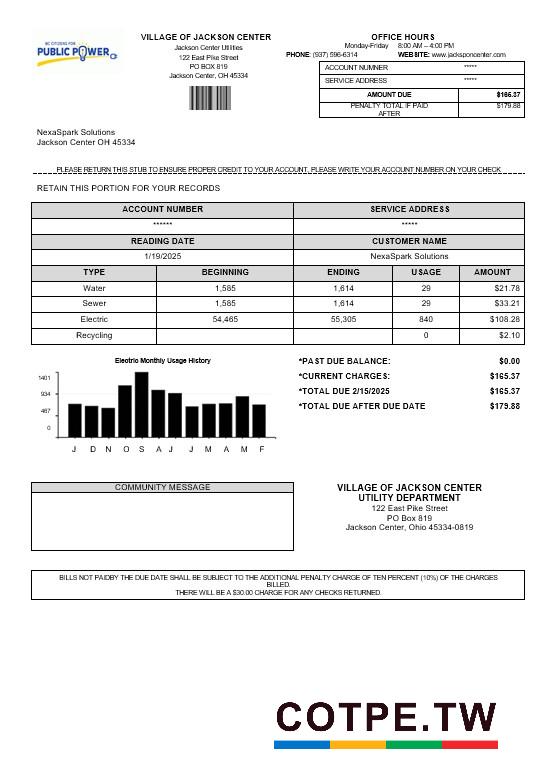 WE CITIZENS FOR
PUBLIC POWER
VILLAGE OF JACKSON CENTER
Jackson Center Utilities
122 East Pike Street
PO BOX 819
Jackson Center, OH 45334
OFFICE HOURS
Monday-Friday 8:00 AM – 4:00 PM
PHONE: (937) 596-6314 WEBSITE: www.jacksponcenter.com
ACCOUNT NUMNER *****
SERVICE ADDRESS *****
AMOUNT DUE $165.37
PENALTY TOTAL IF PAID AFTER $179.88
NexaSpark Solutions
Jackson Center OH 45334
PLEASE RETURN THIS STUB TO ENSURE PROPER CREDIT TO YOUR ACCOUNT, PLEASE WRITE YOUR ACCOUNT NUMBER ON YOUR CHECK
RETAIN THIS PORTION FOR YOUR RECORDS
ACCOUNT NUMBER SERVICE ADDRESS
****** *****
READING DATE CUSTOMER NAME
1/19/2025 NexaSpark Solutions
TYPE BEGINNING ENDING USAGE AMOUNT
Water 1,585 1,614 29 $21.78
Sewer 1,585 1,614 29 $33.21
Electric 54,465 55,305 840 $108.28
Recycling 0 $2.10
Electric Monthly Usage History
1401
934
467
0
J D N O S A J J M A M F
*PAST DUE BALANCE: $0.00
*CURRENT CHARGES: $165.37
*TOTAL DUE 2/15/2025 $165.37
*TOTAL DUE AFTER DUE DATE $179.88
COMMUNITY MESSAGE
VILLAGE OF JACKSON CENTER
UTILITY DEPARTMENT
122 East Pike Street
PO Box 819
Jackson Center, Ohio 45334-0819
BILLS NOT PAIDBY THE DUE DATE SHALL BE SUBJECT TO THE ADDITIONAL PENALTY CHARGE OF TEN PERCENT (10%) OF THE CHARGES
BILLED.
THERE WILL BE A $30.00 CHARGE FOR ANY CHECKS RETURNED.
COTPE.TW